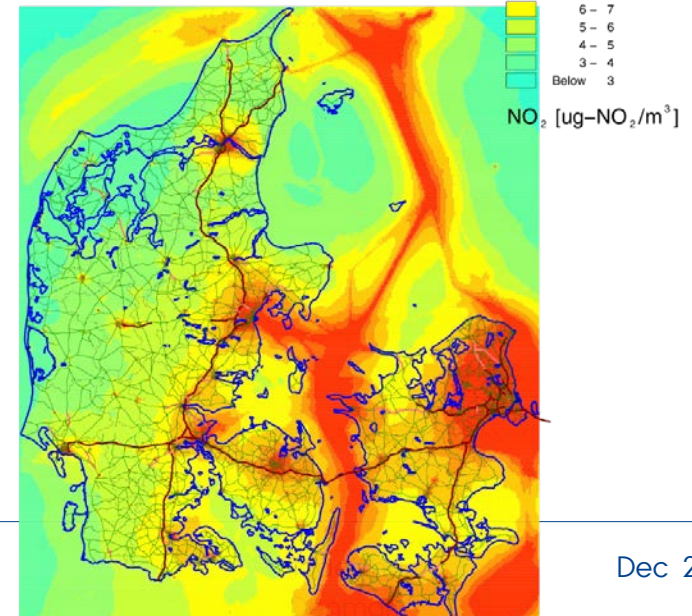 6 – 7
5 – 6
4 – 5
3 – 4
Below 3
NO₂ [ug–NO₂/m³]
Dec 2